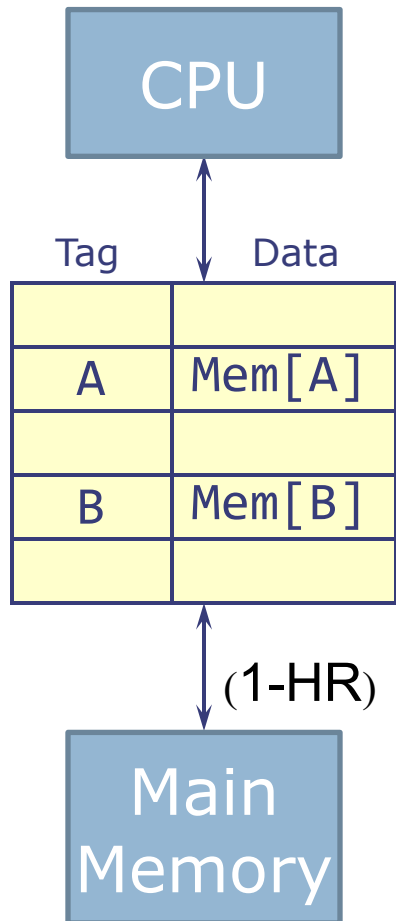 CPU
Tag Data
A Mem[A]
B Mem[B]
(1-HR)
Main
Memory